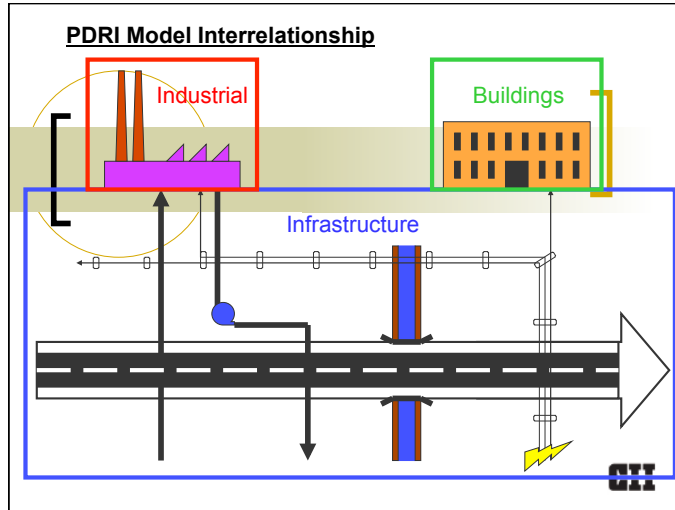 PDRI Model Interrelationship
Industrial
Buildings
Infrastructure
CII